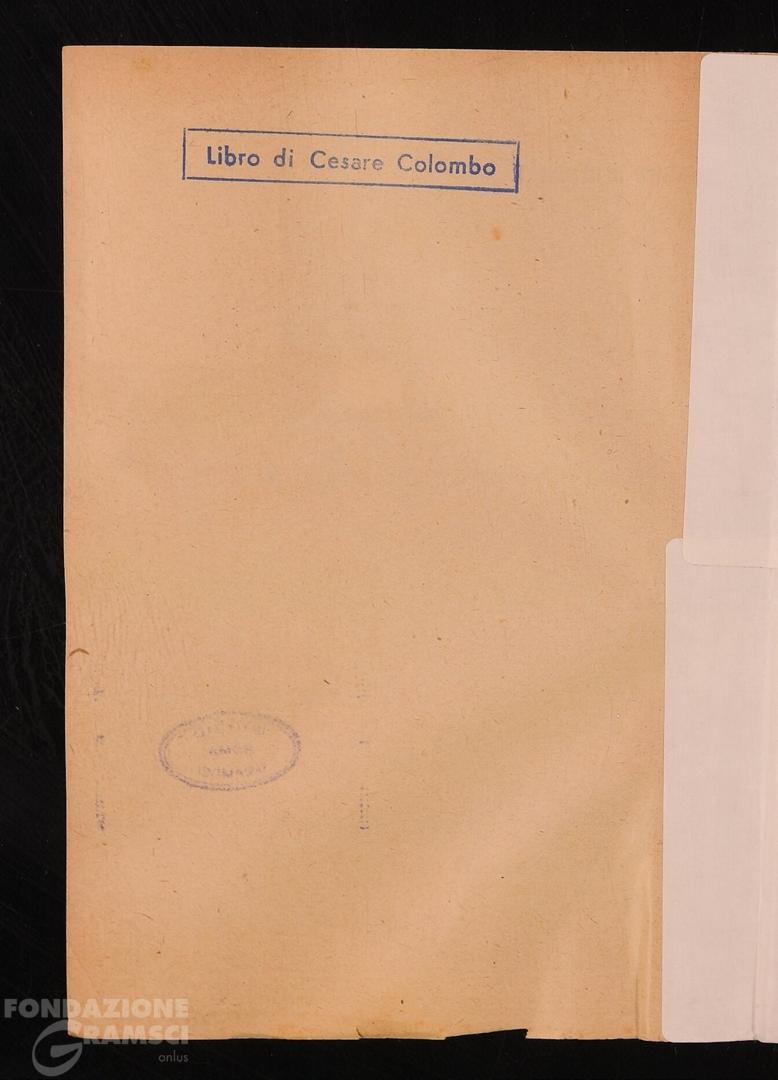 Libro di Cesare Colombo
FONDAZIONE
GRAMSCI
onlus